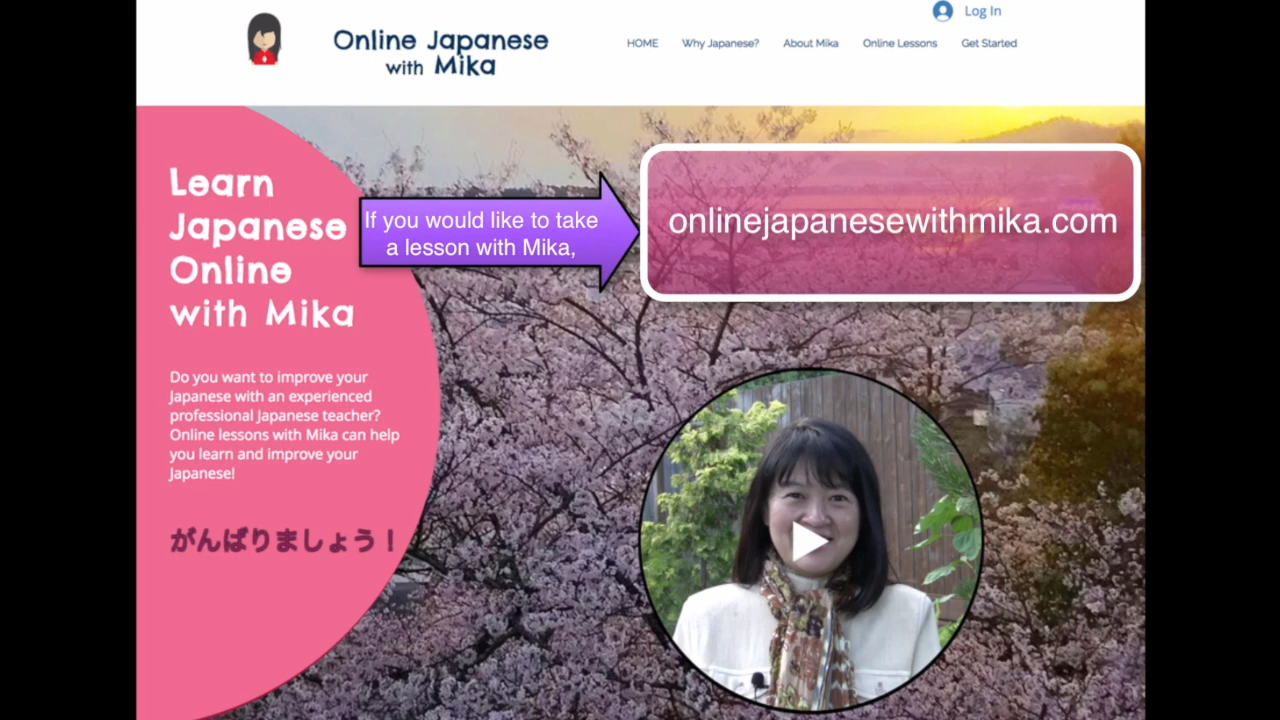 Log In
Online Japanese
with Mika
HOME Why Japanese? About Mika Online Lessons Get Started
Learn
Japanese
Online
with Mika
If you would like to take
a lesson with Mika,
onlinejapanesewithmika.com
Do you want to improve your
Japanese with an experienced
professional Japanese teacher?
Online lessons with Mika can help
you learn and improve your
Japanese!
がんばりましょう！